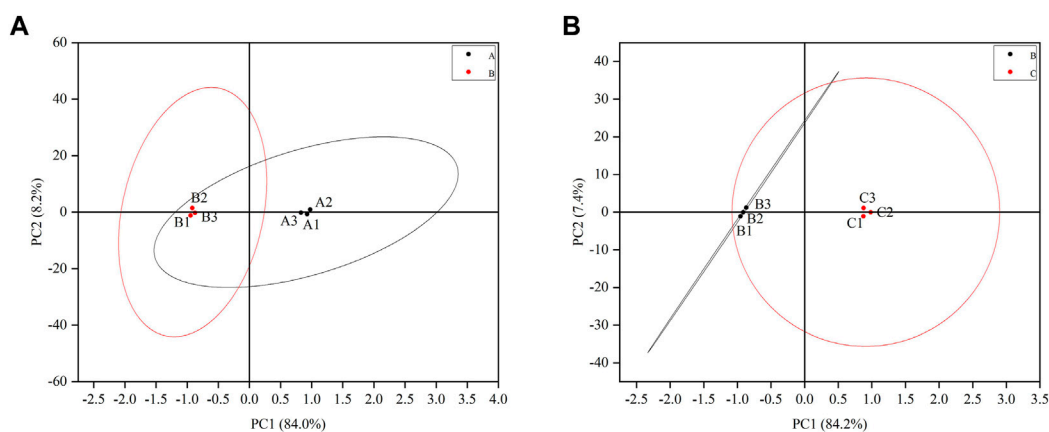 A
B
60
40
20
0
-20
-40
-60
PC2 (8.2%)
-2.5 -2.0 -1.5 -1.0 -0.5 0.0 0.5 1.0 1.5 2.0 2.5 3.0 3.5 4.0
PC1 (84.0%)
A
B
B2
B1 B3
A2
A3 A1
40
30
20
10
0
-10
-20
-30
-40
PC2 (7.4%)
-2.5 -2.0 -1.5 -1.0 -0.5 0.0 0.5 1.0 1.5 2.0 2.5 3.0 3.5
PC1 (84.2%)
B
C
B3
B2
B1
C3
C2
C1